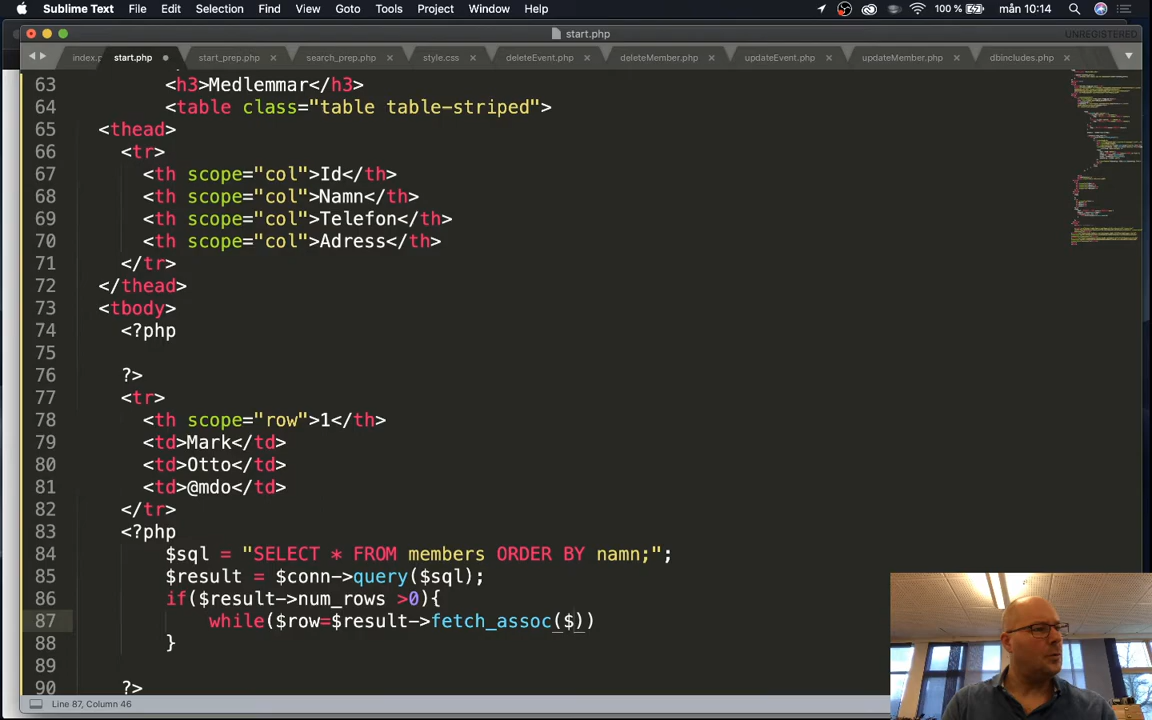 Sublime Text File Edit Selection Find View Goto Tools Project Window Help 100 % mån 10:14
start.php UNREGISTERED
index.p start.php start_prep.php search_prep.php style.css deleteEvent.php deleteMember.php updateEvent.php updateMember.php dbincludes.php
63 <h3>Medlemmar</h3>
64 <table class="table table-striped">
65 <thead>
66 <tr>
67 <th scope="col">Id</th>
68 <th scope="col">Namn</th>
69 <th scope="col">Telefon</th>
70 <th scope="col">Adress</th>
71 </tr>
72 </thead>
73 <tbody>
74 <?php
75
76 ?>
77 <tr>
78 <th scope="row">1</th>
79 <td>Mark</td>
80 <td>Otto</td>
81 <td>@mdo</td>
82 </tr>
83 <?php
84 $sql = "SELECT * FROM members ORDER BY namn;";
85 $result = $conn->query($sql);
86 if($result->num_rows >0){
87 while($row=$result->fetch_assoc($))
88 }
89
90 ?>
Line 87, Column 46